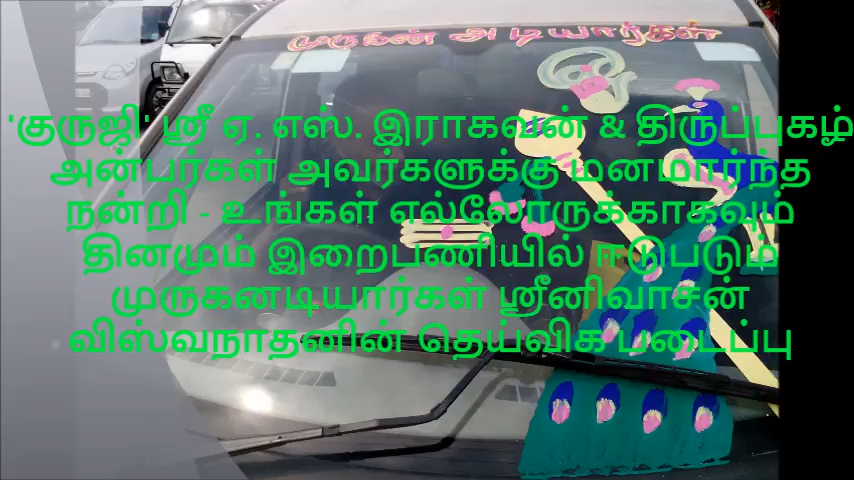 முருகன் அடியார்கள்
'குருஜி' ஸ்ரீ ஏ. எஸ். இராகவன் & திருப்புகழ்
அன்பர்கள் அவர்களுக்கு மனமார்ந்த
நன்றி - உங்கள் எல்லோருக்காகவும்
தினமும் இறைபணியில் ஈடுபடும்
முருகனடியார்கள் ஸ்ரீனிவாசன்
விஸ்வநாதனின் தெய்விக படைப்பு